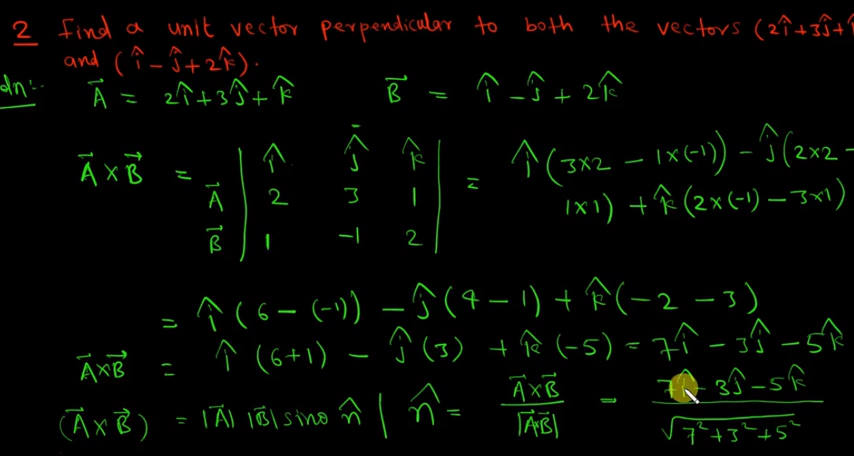 2 Find a unit vector perpendicular to both the vectors (2î+3ĵ+
and (î-ĵ+2k̂).
dn:-
A⃗ = 2î+3ĵ+k̂ B⃗ = î-ĵ+2k̂
A⃗×B⃗ = | î ĵ k̂ | = î(3×2 - 1×(-1)) - ĵ(2×2 -
A⃗ | 2 3 1 | 1×1) + k̂(2×(-1) - 3×1)
B⃗ | 1 -1 2 |
= î(6-(-1)) - ĵ(4-1) + k̂(-2-3)
A⃗×B⃗ = î(6+1) - ĵ(3) + k̂(-5) = 7î - 3ĵ - 5k̂
(A⃗×B⃗) = |A⃗| |B⃗| sinθ n̂ | n̂ = A⃗×B⃗ / |A⃗×B⃗| = 7î - 3ĵ - 5k̂ / √7²+3²+5²